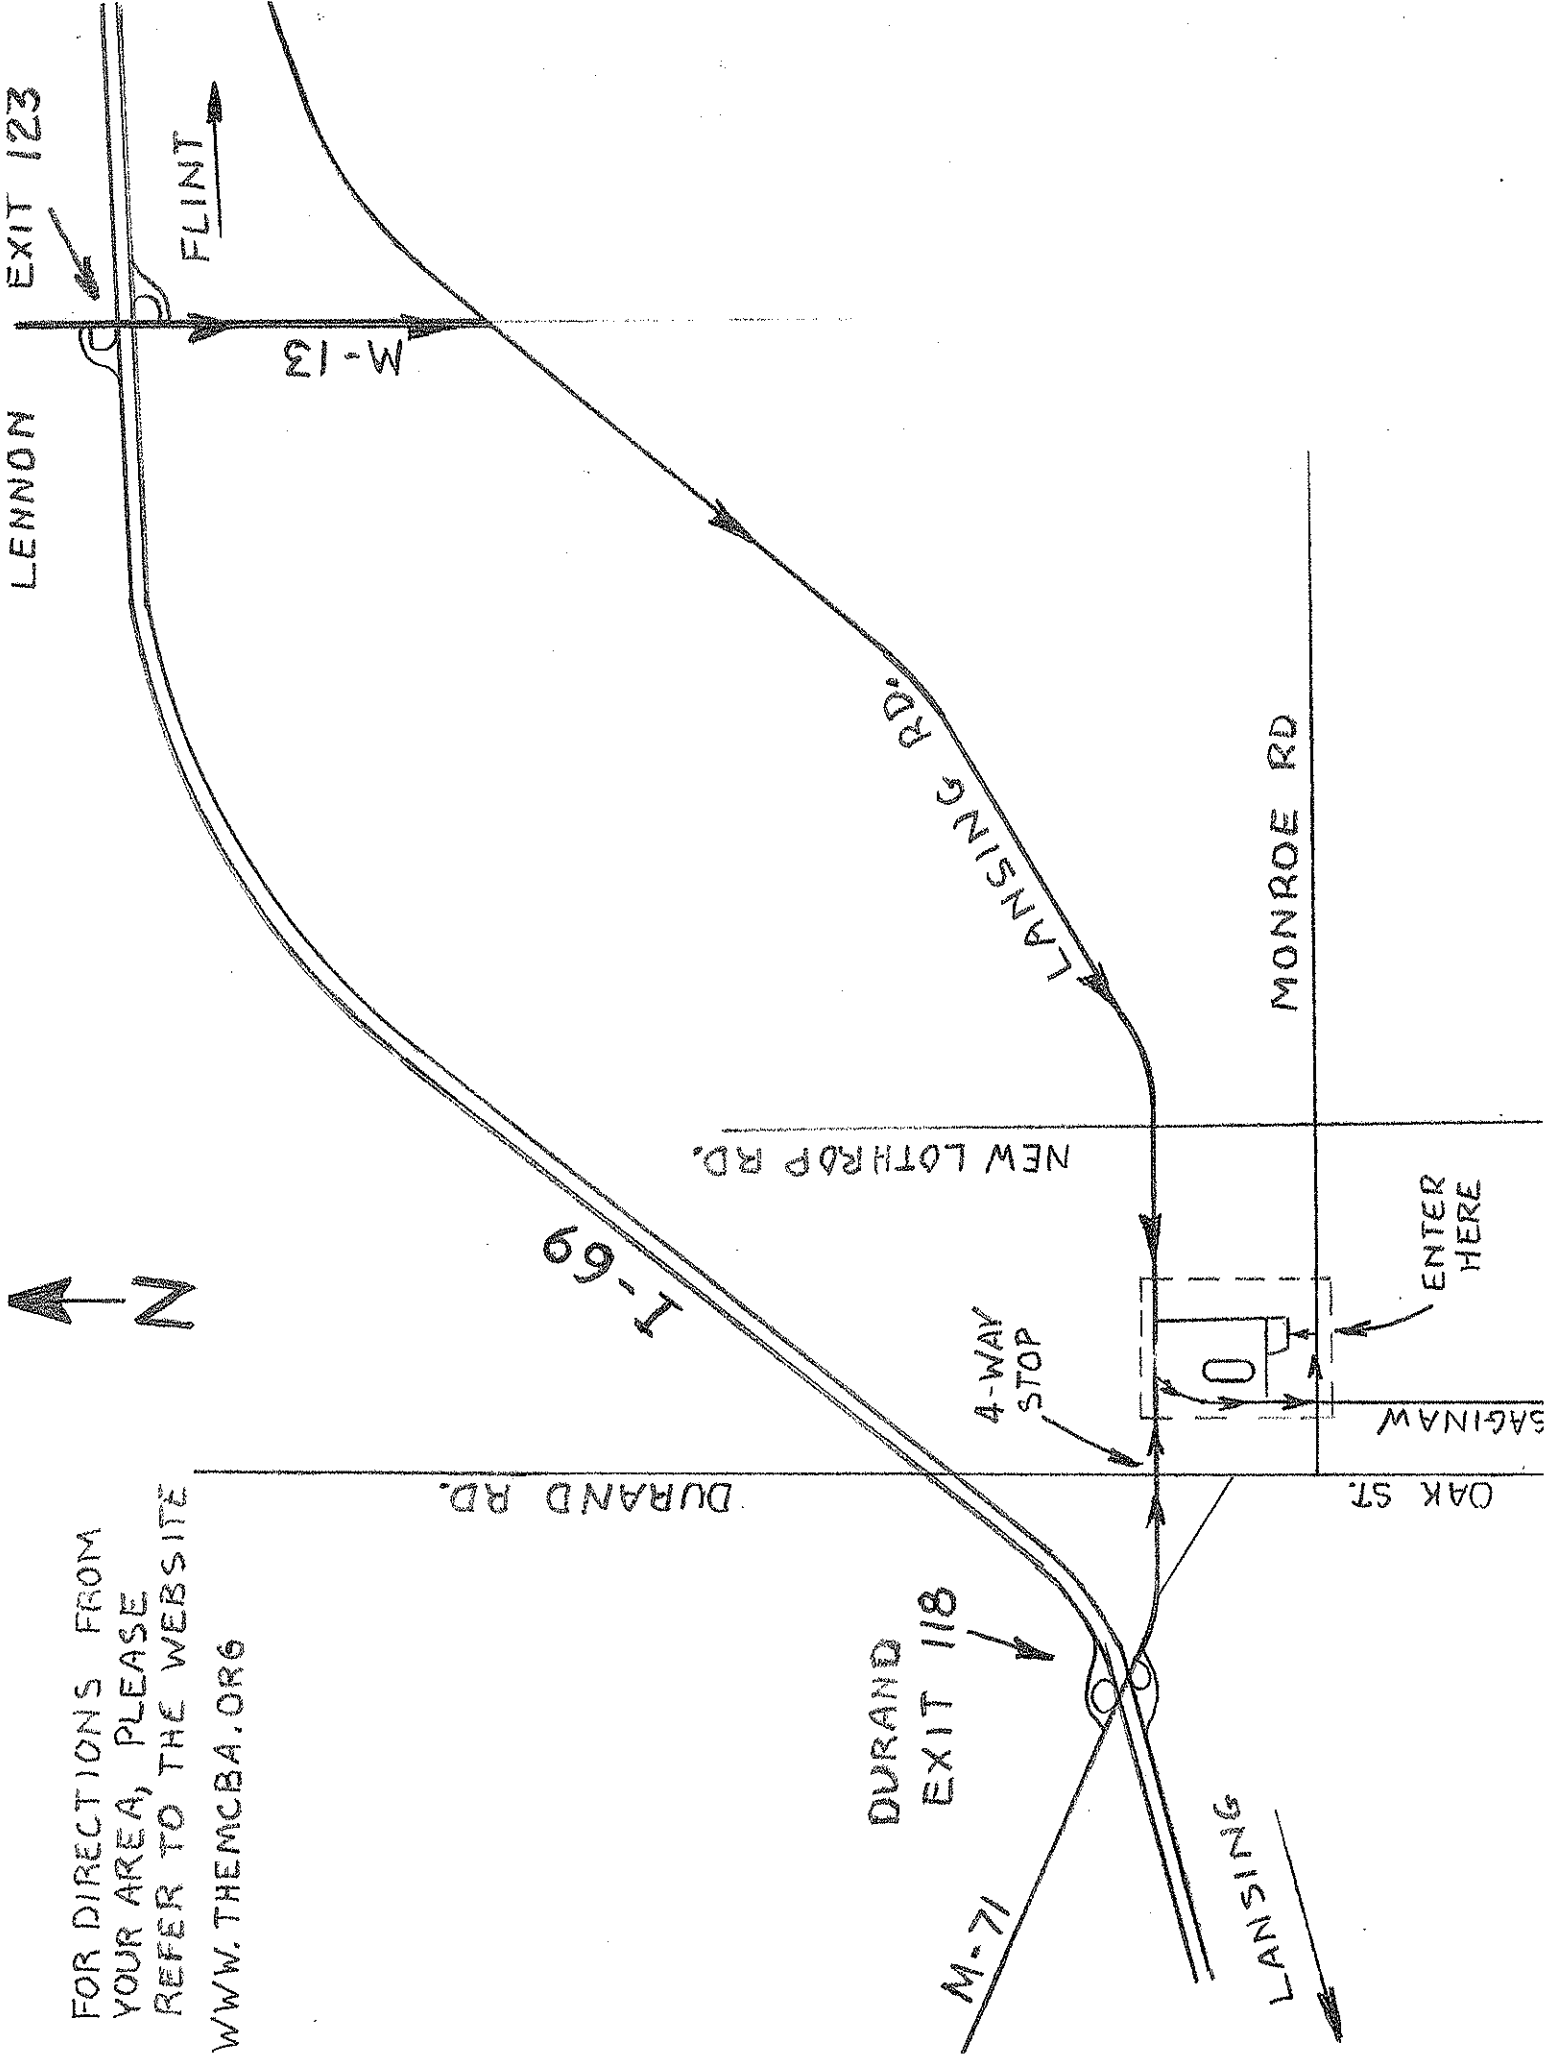 FOR DIRECTIONS FROM
YOUR AREA, PLEASE
REFER TO THE WEBSITE
WWW.THEMCBA.ORG
N
LENNON EXIT 123
FLINT
M-13
I-69
LANSING RD.
DURAND RD.
NEW LOTHROP RD.
DURAND
EXIT 118
4-WAY
STOP
M-71
LANSING
MONROE RD
OAK ST.
SAGINAW
ENTER
HERE